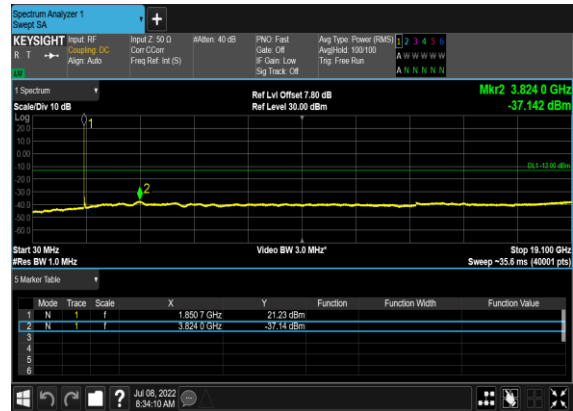 Spectrum Analyzer 1
Swept SA
+
KEYSIGHT Input: RF Input Z: 50 Ω #Atten: 40 dB PNO: Fast Avg Type: Power (RMS) 1 2 3 4 5 6
R T Coupling: DC Corr CCorr Gate: Off Avg|Hold: 100/100 A W W W W W
Align: Auto Freq Ref: Int (S) IF Gain: Low Trig: Free Run
Sig Track: Off A N N N N N
LW
1 Spectrum Ref Lvl Offset 7.80 dB Mkr2 3.824 0 GHz
Scale/Div 10 dB Ref Level 30.00 dBm -37.142 dBm
Log
20.0 1
10.0
0.00
-10.0 DL1 -13.00 dBm
-20.0
-30.0 2
-40.0
-50.0
-60.0
Start 30 MHz Video BW 3.0 MHz* Stop 19.100 GHz
#Res BW 1.0 MHz Sweep ~35.6 ms (40001 pts)
5 Marker Table
Mode Trace Scale X Y Function Function Width Function Value
1 N 1 f 1.850 7 GHz 21.23 dBm
2 N 1 f 3.824 0 GHz -37.14 dBm
3
4
5
6
? Jul 08, 2022
8:34:10 AM